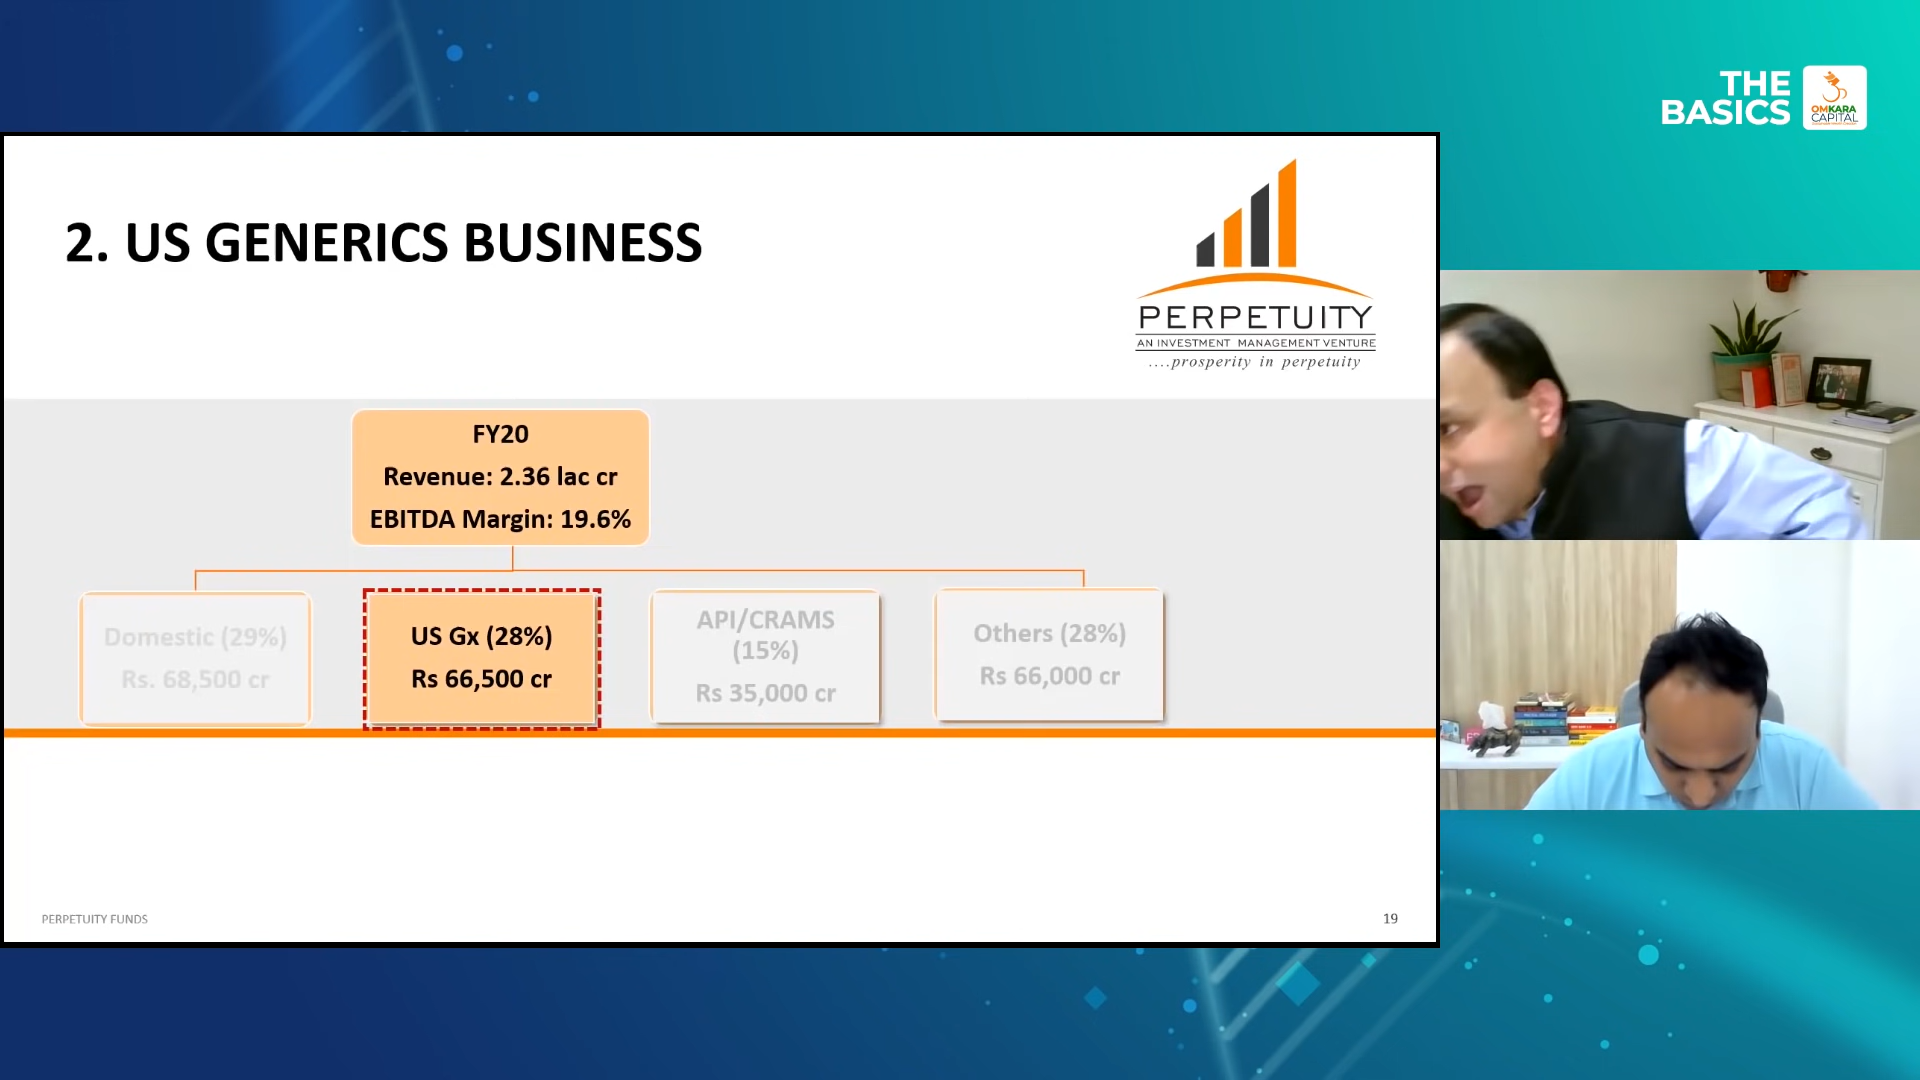 THE
BASICS
OMKARA
CAPITAL
2. US GENERICS BUSINESS
PERPETUITY
AN INVESTMENT MANAGEMENT VENTURE
....prosperity in perpetuity
FY20
Revenue: 2.36 lac cr
EBITDA Margin: 19.6%
Domestic (29%)
Rs. 68,500 cr
US Gx (28%)
Rs 66,500 cr
API/CRAMS
(15%)
Rs 35,000 cr
Others (28%)
Rs 66,000 cr
PERPETUITY FUNDS
19